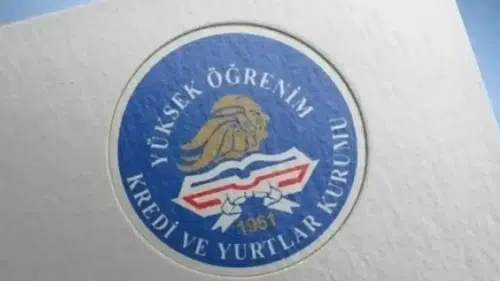 YÜKSEK ÖĞRENİM
KREDİ VE YURTLAR KURUMU
1961